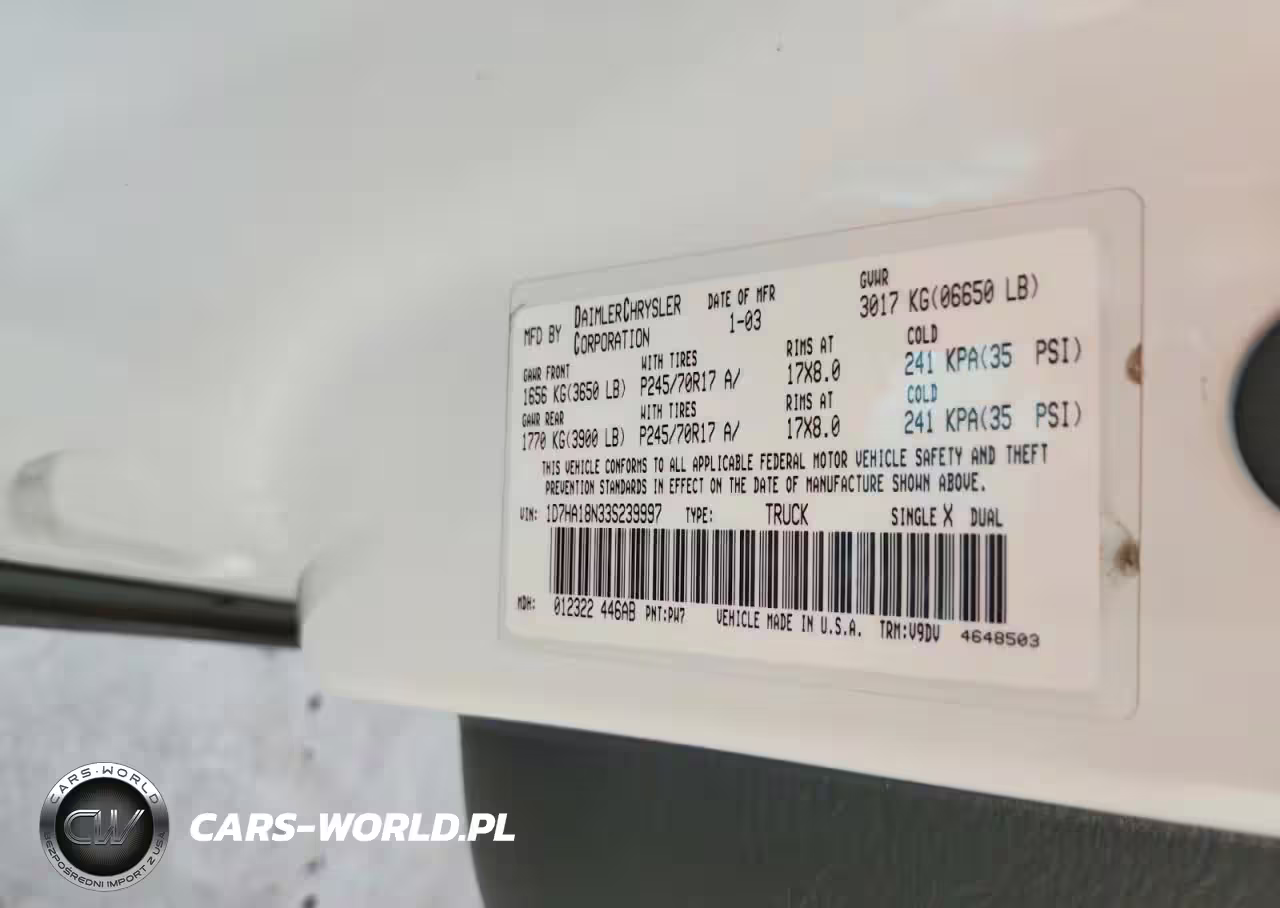 MFD BY DAIMLERCHRYSLER CORPORATION
DATE OF MFR
1-03
GVWR
3017 KG(06650 LB)
GAWR FRONT WITH TIRES RIMS AT COLD
1656 KG(3650 LB) P245/70R17 A/ 17X8.0 241 KPA(35 PSI)
GAWR REAR WITH TIRES RIMS AT COLD
1770 KG(3900 LB) P245/70R17 A/ 17X8.0 241 KPA(35 PSI)
THIS VEHICLE CONFORMS TO ALL APPLICABLE FEDERAL MOTOR VEHICLE SAFETY AND THEFT
PREVENTION STANDARDS IN EFFECT ON THE DATE OF MANUFACTURE SHOWN ABOVE.
VIN: 1D7HA18N33S239997 TYPE: TRUCK SINGLE X DUAL
MDH: 012322 446AB PNT:PW7 VEHICLE MADE IN U.S.A. TRM:V9DV 4648503
CARS-WORLD
CW
BEZPOŚREDNI IMPORT Z USA
CARS-WORLD.PL